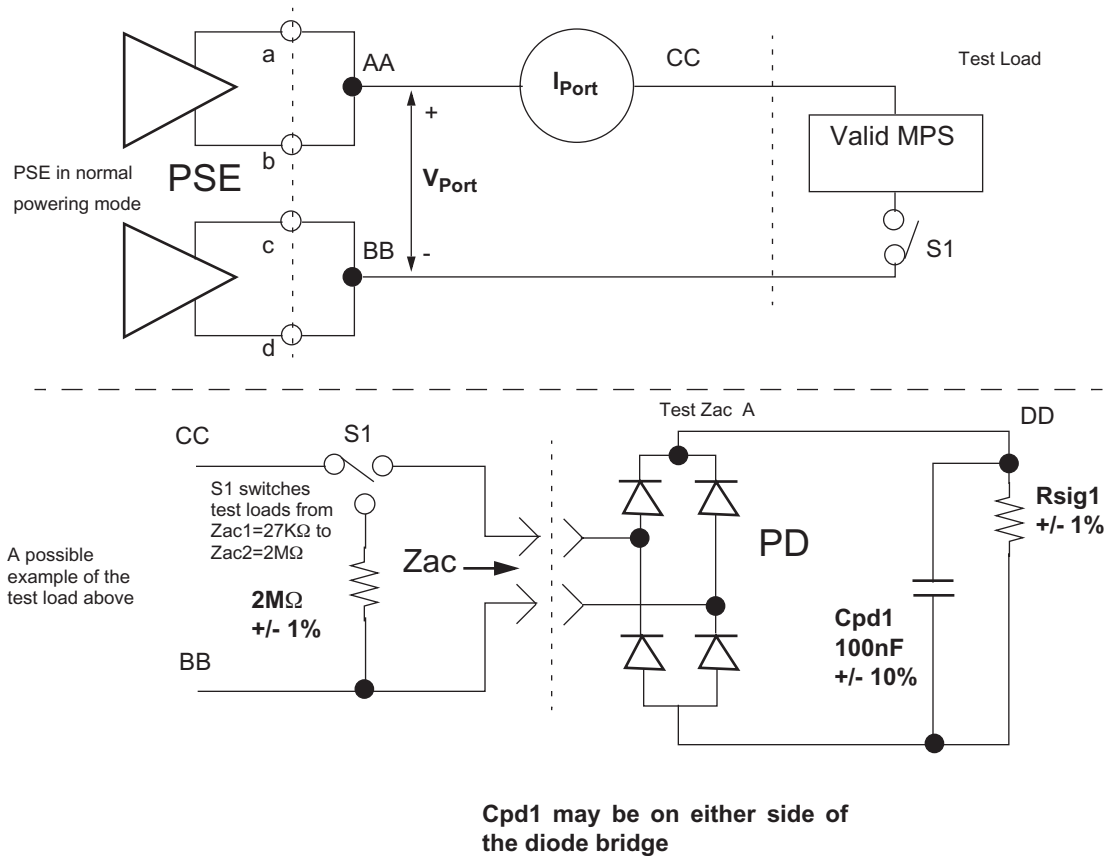 a
AA
CC
Test Load
I Port
+
Valid MPS
b
PSE
PSE in normal
powering mode
V Port
c
BB
-
S1
d
Test Zac A
DD
CC
S1
S1 switches
test loads from
Zac1=27KΩ to
Zac2=2MΩ
Rsig1
+/- 1%
PD
A possible
example of the
test load above
Zac
2MΩ
+/- 1%
Cpd1
100nF
+/- 10%
BB
Cpd1 may be on either side of
the diode bridge